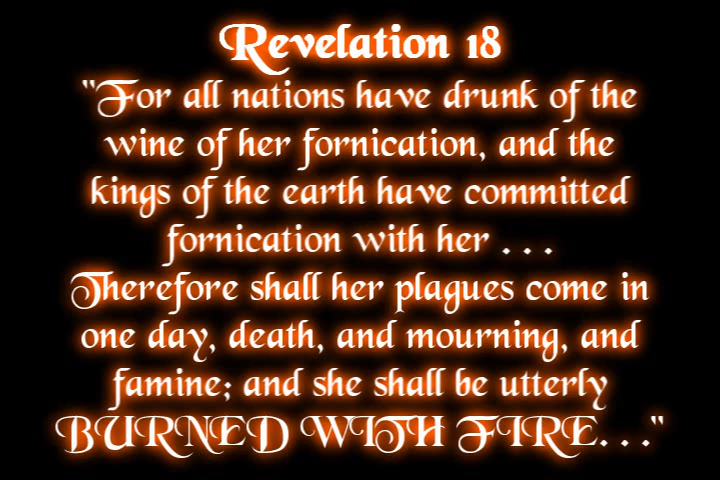 Revelation 18
"For all nations have drunk of the
wine of her fornication, and the
kings of the earth have committed
fornication with her . . .
Therefore shall her plagues come in
one day, death, and mourning, and
famine; and she shall be utterly
BURNED WITH FIRE. . ."